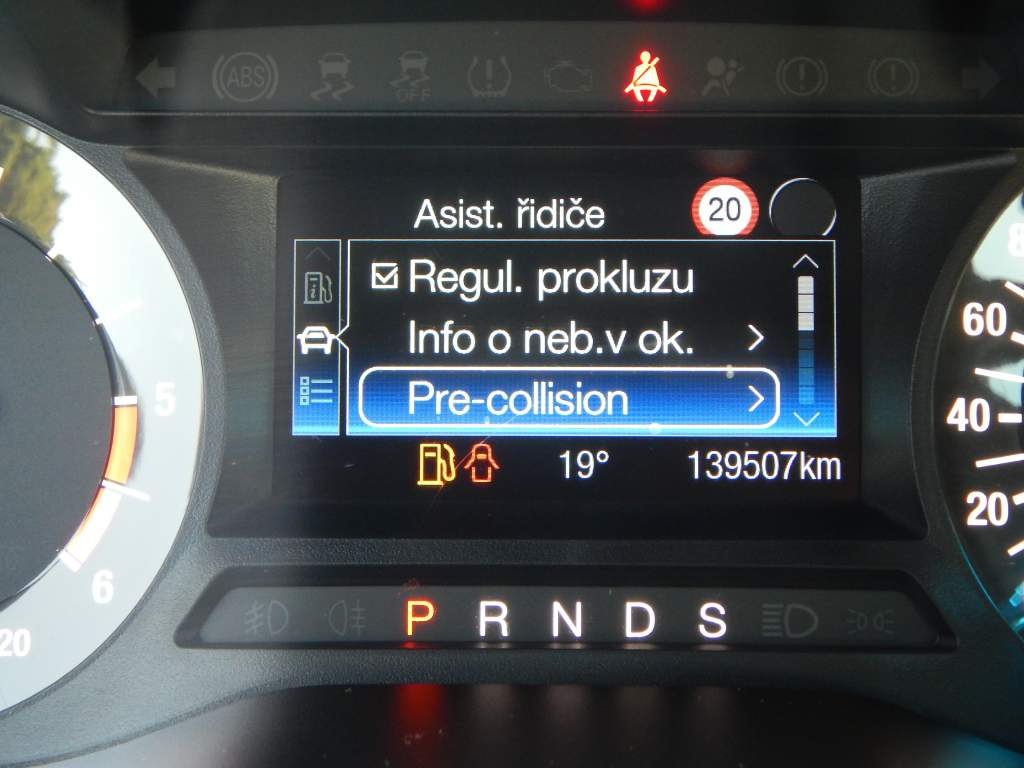 ABS
OFF
Asist. řidiče
20
Regul. prokluzu
Info o neb.v ok.
Pre-collision
19°
139507km
5
6
20
8
60
40
20
P R N D S